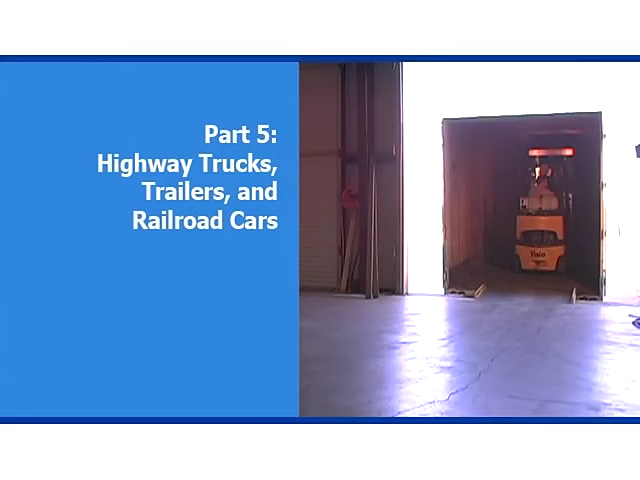 Part 5:
Highway Trucks,
Trailers, and
Railroad Cars
Yale